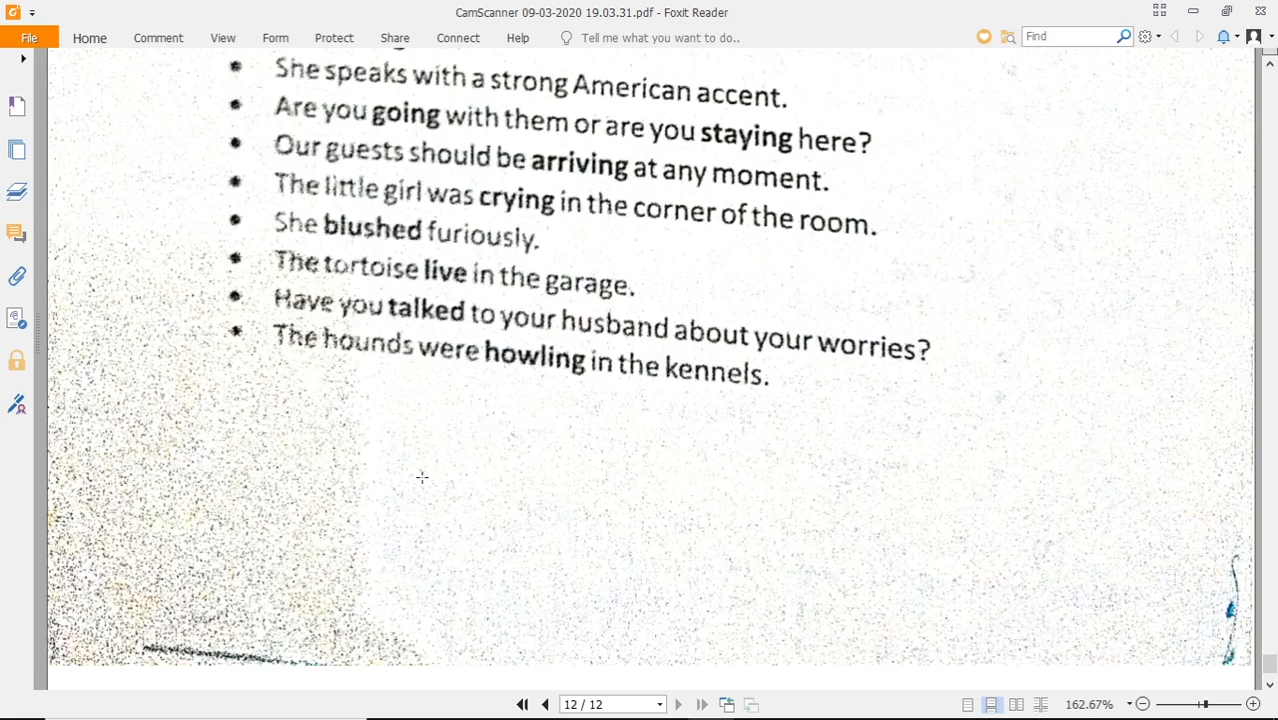 CamScanner 09-03-2020 19.03.31.pdf - Foxit Reader
File Home Comment View Form Protect Share Connect Help Tell me what you want to do.. Find
She speaks with a strong American accent.
Are you going with them or are you staying here?
Our guests should be arriving at any moment.
The little girl was crying in the corner of the room.
She blushed furiously.
The tortoise live in the garage.
Have you talked to your husband about your worries?
The hounds were howling in the kennels.
12 / 12 162.67%